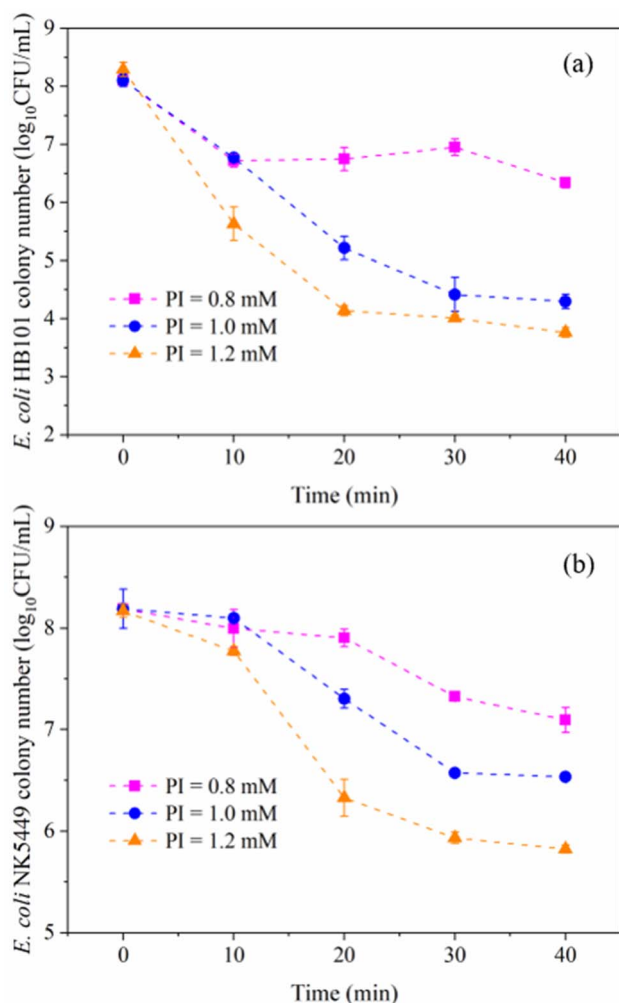 E. coli HB101 colony number (log₁₀CFU/mL)
9
8
7
6
5
4
3
2
(a)
PI = 0.8 mM
PI = 1.0 mM
PI = 1.2 mM
0 10 20 30 40
Time (min)
E. coli NK5449 colony number (log₁₀CFU/mL)
9
8
7
6
5
(b)
PI = 0.8 mM
PI = 1.0 mM
PI = 1.2 mM
0 10 20 30 40
Time (min)